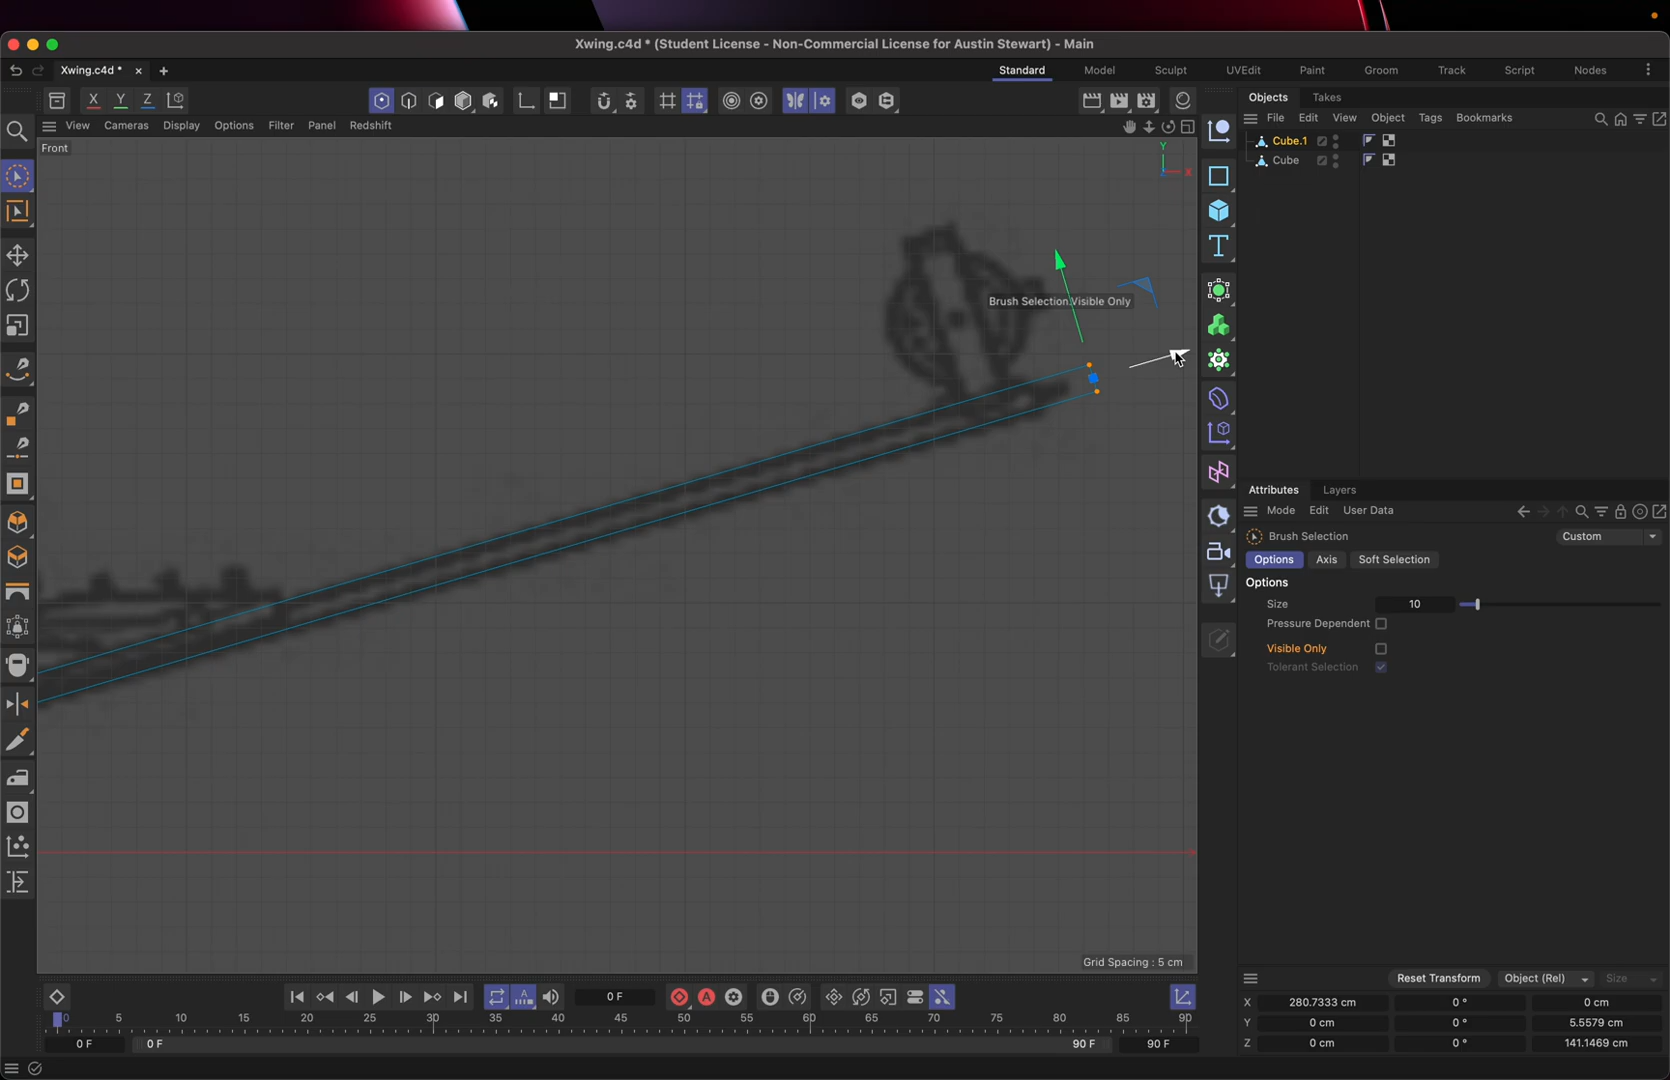 Xwing.c4d * (Student License - Non-Commercial License for Austin Stewart) - Main
Xwing.c4d *
Standard
Model
Sculpt
UVEdit
Paint
Groom
Track
Script
Nodes
X
Y
Z
Objects
Takes
View
Cameras
Display
Options
Filter
Panel
Redshift
File
Edit
View
Object
Tags
Bookmarks
Front
Y
X
Cube.1
Cube
Brush Selection:Visible Only
Attributes
Layers
Mode
Edit
User Data
Brush Selection
Custom
Options
Axis
Soft Selection
Options
Size
10
Pressure Dependent
Visible Only
Tolerant Selection
Grid Spacing : 5 cm
Reset Transform
Object (Rel)
Size
0 F
X 280.7333 cm 0 ° 0 cm
Y 0 cm 0 ° 5.5579 cm
Z 0 cm 0 ° 141.1469 cm
0 5 10 15 20 25 30 35 40 45 50 55 60 65 70 75 80 85 90
0 F
0 F
90 F
90 F